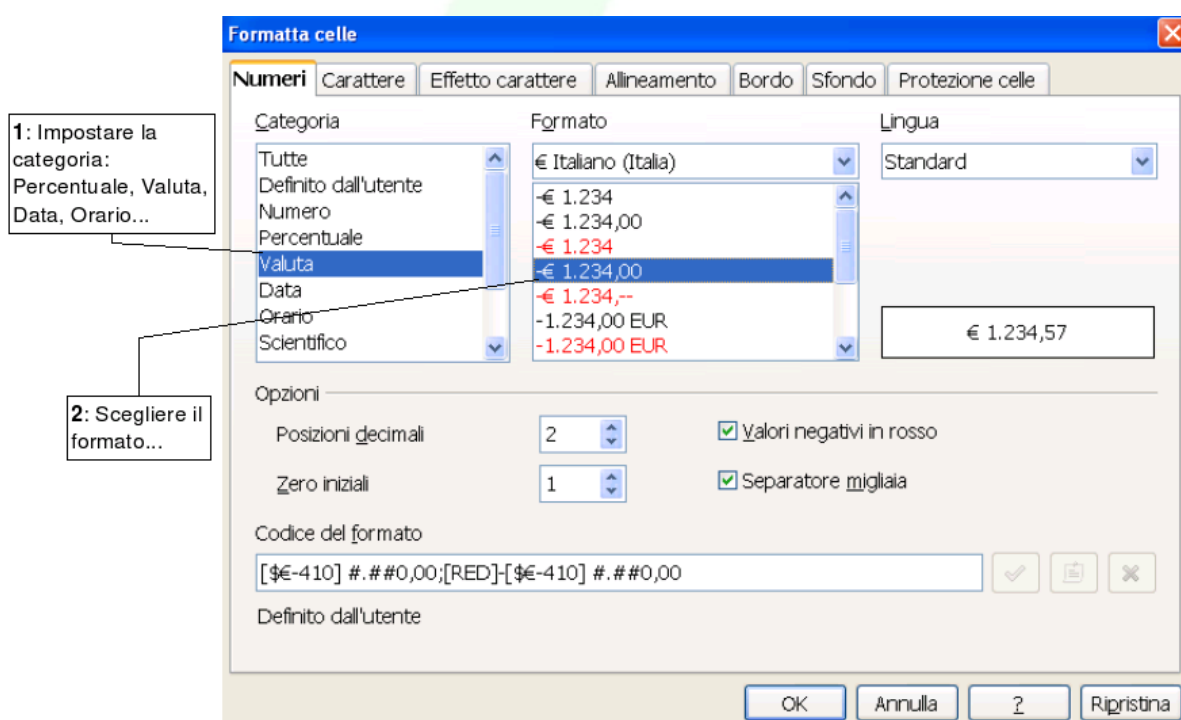 Formatta celle
Numeri
Carattere
Effetto carattere
Allineamento
Bordo
Sfondo
Protezione celle
1: Impostare la
categoria:
Percentuale, Valuta,
Data, Orario...
Categoria
Tutte
Definito dall'utente
Numero
Percentuale
Valuta
Data
Orario
Scientifico
Formato
€ Italiano (Italia)
-€ 1.234
-€ 1.234,00
-€ 1.234
-€ 1.234,00
-€ 1.234,--
-1.234,00 EUR
-1.234,00 EUR
Lingua
Standard
€ 1.234,57
2: Scegliere il
formato...
Opzioni
Posizioni decimali
2
Valori negativi in rosso
Zero iniziali
1
Separatore migliaia
Codice del formato
[$€-410] #.##0,00;[RED]-[$€-410] #.##0,00
Definito dall'utente
OK
Annulla
?
Ripristina